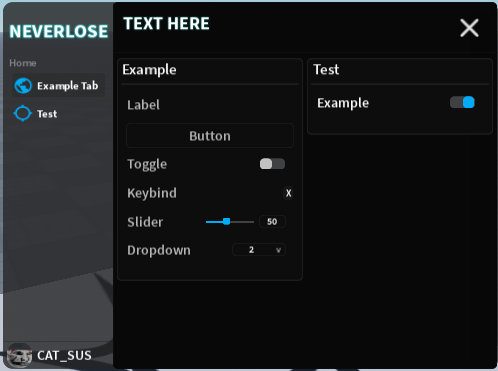 NEVERLOSE
Home
Example Tab
Test
CAT_SUS
TEXT HERE
Example
Label
Button
Toggle
Keybind X
Slider 50
Dropdown 2 v
Test
Example